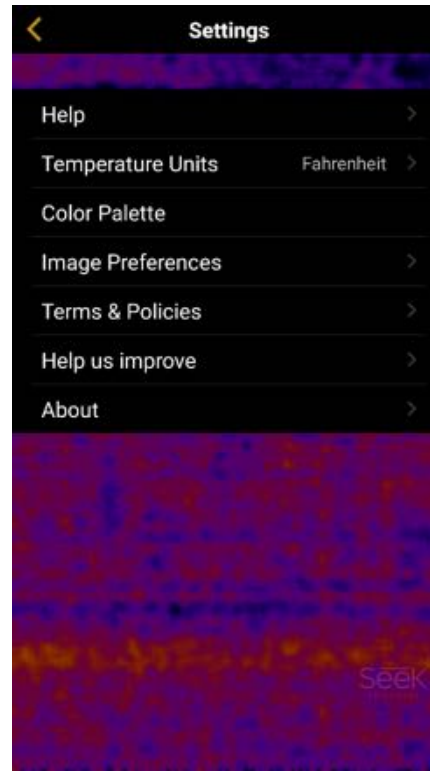 Settings
Help
Temperature Units Fahrenheit
Color Palette
Image Preferences
Terms & Policies
Help us improve
About
Seek